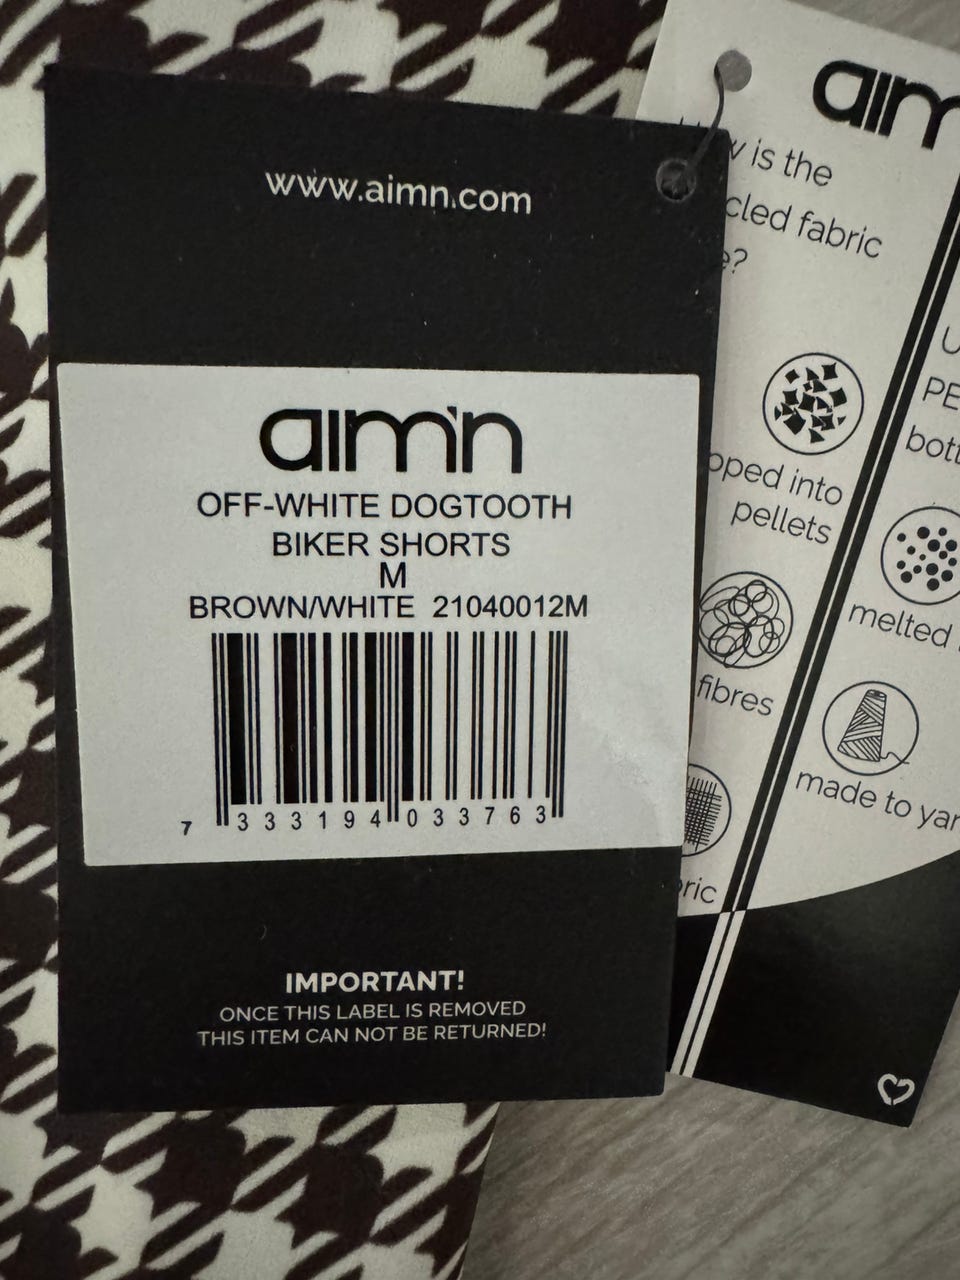 www.aimn.com
aim'n
OFF-WHITE DOGTOOTH
BIKER SHORTS
M
BROWN/WHITE 21040012M
7 333194 033763
IMPORTANT!
ONCE THIS LABEL IS REMOVED
THIS ITEM CAN NOT BE RETURNED!
aim
is the
cled fabric
?
pped into
pellets
fibres
ric
U
PE
bott
melted
made to yar